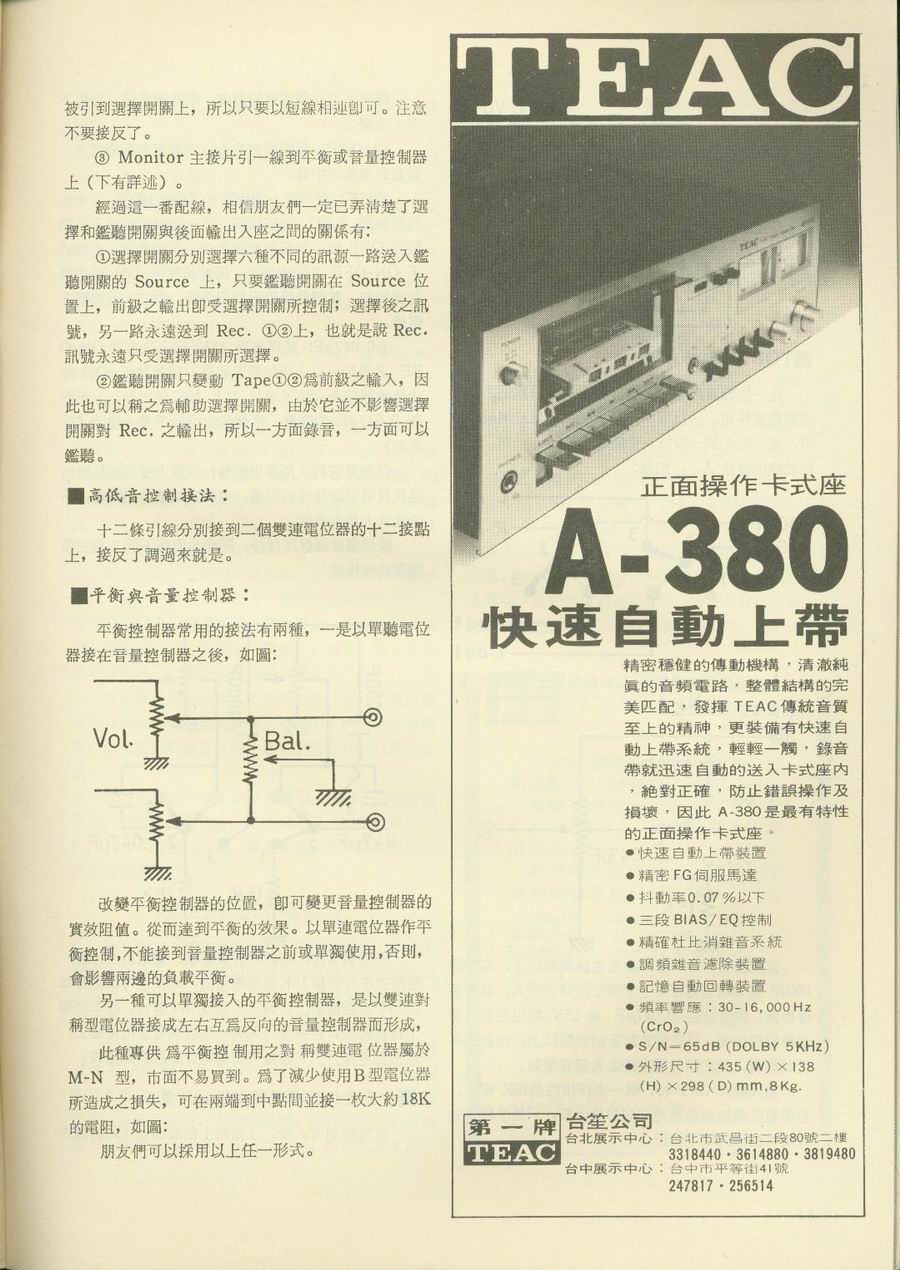 被引到選擇開關上，所以只要以短線相連卽可。注意
不要接反了。
③ Monitor 主接片引一線到平衡或音量控制器
上（下有詳述）。
經過這一番配線，相信朋友們一定已弄淸楚了選
擇和鑑聽開關與後面輸出入座之間的關係有：
①選擇開關分別選擇六種不同的訊源一路送入鑑
聽開關的 Source 上，只要鑑聽開關在 Source 位
置上，前級之輸出卽受選擇開關所控制；選擇後之訊
號，另一路永遠送到 Rec. ①②上，也就是說 Rec.
訊號永遠只受選擇開關所選擇。
②鑑聽開關只變動 Tape①②爲前級之輸入，因
此也可以稱之爲輔助選擇開關，由於它並不影響選擇
開關對 Rec. 之輸出，所以一方面錄音，一方面可以
鑑聽。
■高低音控制接法：
十二條引線分別接到二個雙連電位器的十二接點
上，接反了調過來就是。
■平衡與音量控制器：
平衡控制器常用的接法有兩種，一是以單聽電位
器接在音量控制器之後，如圖：
Vol.
Bal.
改變平衡控制器的位置，卽可變更音量控制器的
實效阻值。從而達到平衡的效果。以單連電位器作平
衡控制，不能接到音量控制器之前或單獨使用，否則，
會影響兩邊的負載平衡。
另一種可以單獨接入的平衡控制器，是以雙連對
稱型電位器接成左右互爲反向的音量控制器而形成，
此種專供 爲平衡控 制用之對 稱雙連電 位器屬於
M-N 型，市面不易買到。爲了減少使用B型電位器
所造成之損失，可在兩端到中點間並接一枚大約18K
的電阻，如圖：
朋友們可以採用以上任一形式。
TEAC
TEAC
POWER
PHONES
正面操作卡式座
A-380
快速自動上帶
精密穩健的傳動機構，清澈純
眞的音頻電路，整體結構的完
美匹配，發揮 TEAC 傳統音質
至上的精神，更裝備有快速自
動上帶系統，輕輕一觸，錄音
帶就迅速自動的送入卡式座內
，絶對正確，防止錯誤操作及
損壞，因此 A-380 是最有特性
的正面操作卡式座。
●快速自動上帶裝置
●精密 FG 伺服馬達
●抖動率0.07％以下
●三段 BIAS/EQ 控制
●精確杜比消雜音系統
●調頻雜音濾除裝置
●記憶自動回轉裝置
●頻率響應：30-16,000Hz
(CrO₂)
●S/N=65dB (DOLBY 5KHz)
●外形尺寸：435 (W) ×138
(H) ×298 (D) mm,8Kg.
第一牌
TEAC
台笙公司
台北展示中心：台北市武昌街二段80號二樓
3318440・3614880・3819480
台中展示中心：台中市平等街41號
247817・256514